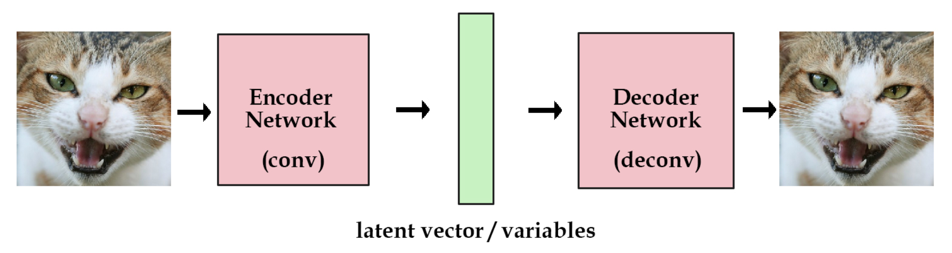 Encoder
Network
(conv)
Decoder
Network
(deconv)
latent vector / variables